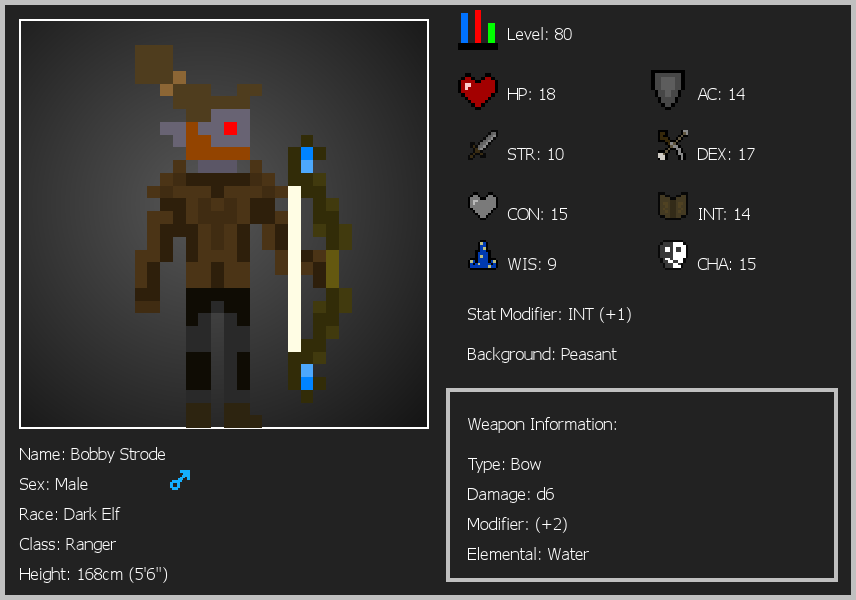 Level: 80
HP: 18
AC: 14
STR: 10
DEX: 17
CON: 15
INT: 14
WIS: 9
CHA: 15
Stat Modifier: INT (+1)
Background: Peasant
Weapon Information:
Type: Bow
Damage: d6
Modifier: (+2)
Elemental: Water
Name: Bobby Strode
Sex: Male
Race: Dark Elf
Class: Ranger
Height: 168cm (5'6")